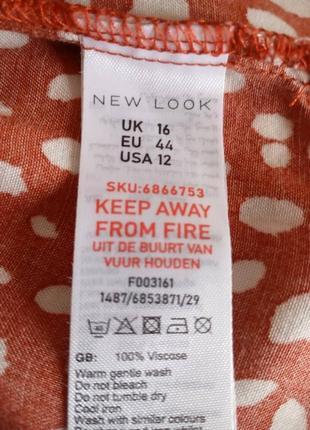 NEW LOOK
UK 16
EU 44
USA 12
SKU:6866753
KEEP AWAY
FROM FIRE
UIT DE BUURT VAN
VUUR HOUDEN
F003161
1487/6853871/29
GB: 100% Viscose
Warm gentle wash
Do not bleach
Do not tumble dry
Cool iron
Wash with similar colours